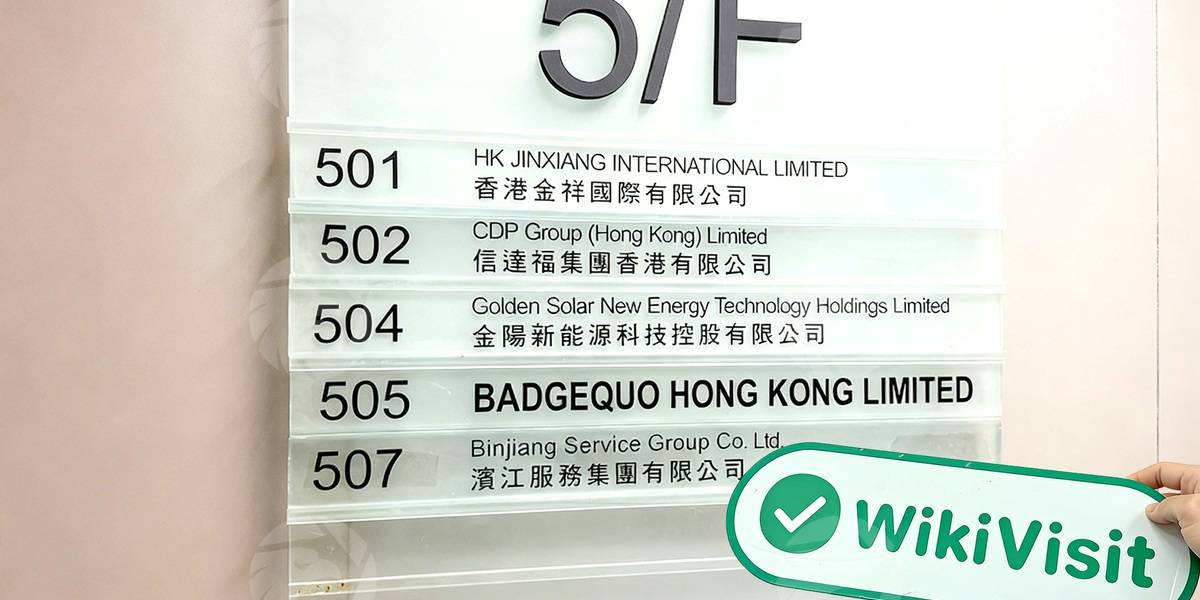 5/F
501
HK JINXIANG INTERNATIONAL LIMITED
香港金祥國際有限公司
502
CDP Group (Hong Kong) Limited
信達福集團香港有限公司
504
Golden Solar New Energy Technology Holdings Limited
金陽新能源科技控股有限公司
505
BADGEQUO HONG KONG LIMITED
507
Binjiang Service Group Co. Ltd.
濱江服務集團有限公司
WikiVisit